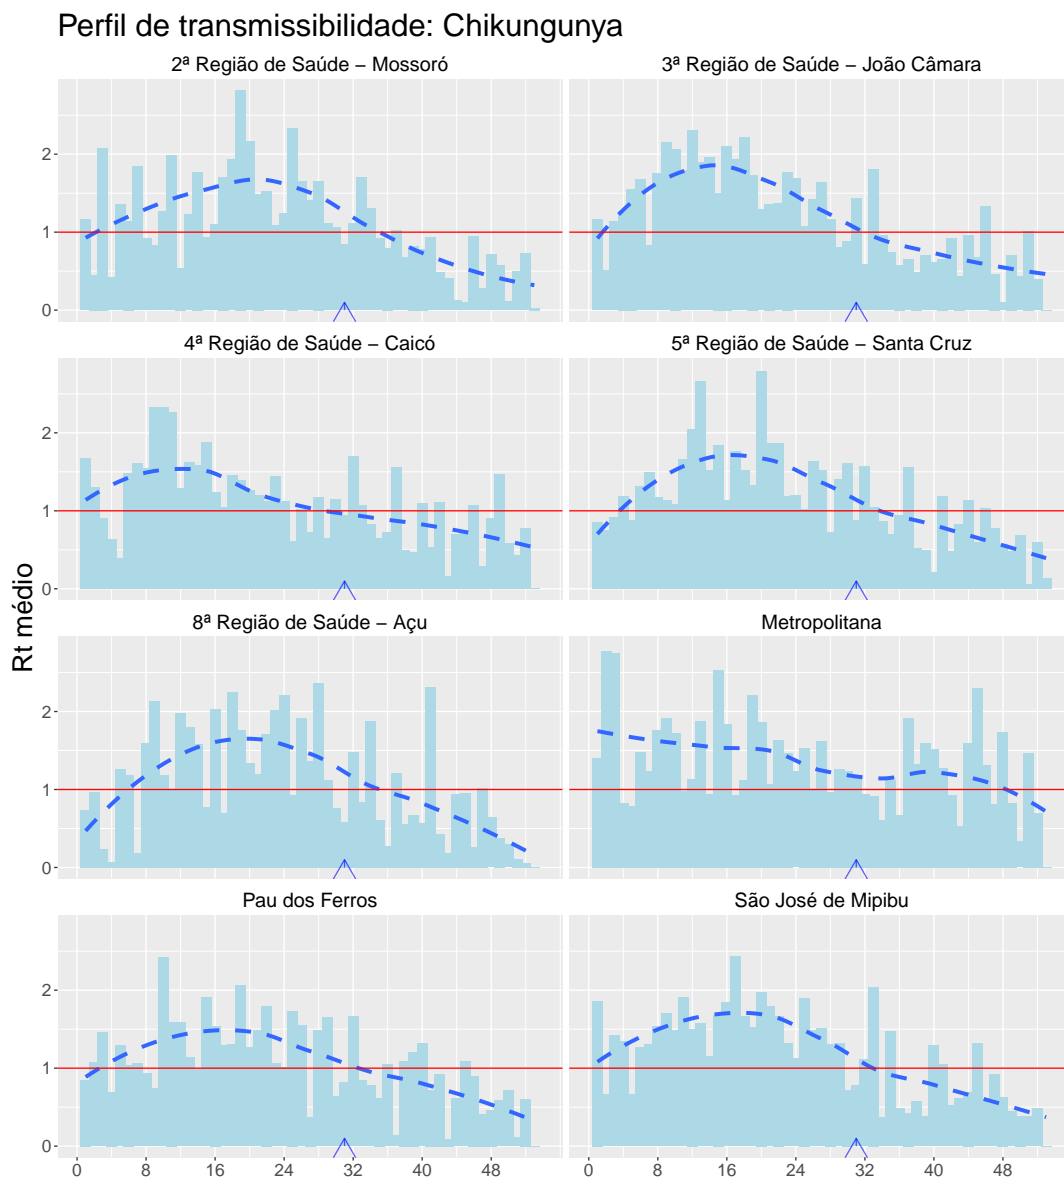 Perfil de transmissibilidade: Chikungunya
2ª Região de Saúde – Mossoró
3ª Região de Saúde – João Câmara
2
1
0
4ª Região de Saúde – Caicó
5ª Região de Saúde – Santa Cruz
2
1
0
Rt médio
8ª Região de Saúde – Açu
Metropolitana
2
1
0
Pau dos Ferros
São José de Mipibu
2
1
0
0 8 16 24 32 40 48
0 8 16 24 32 40 48